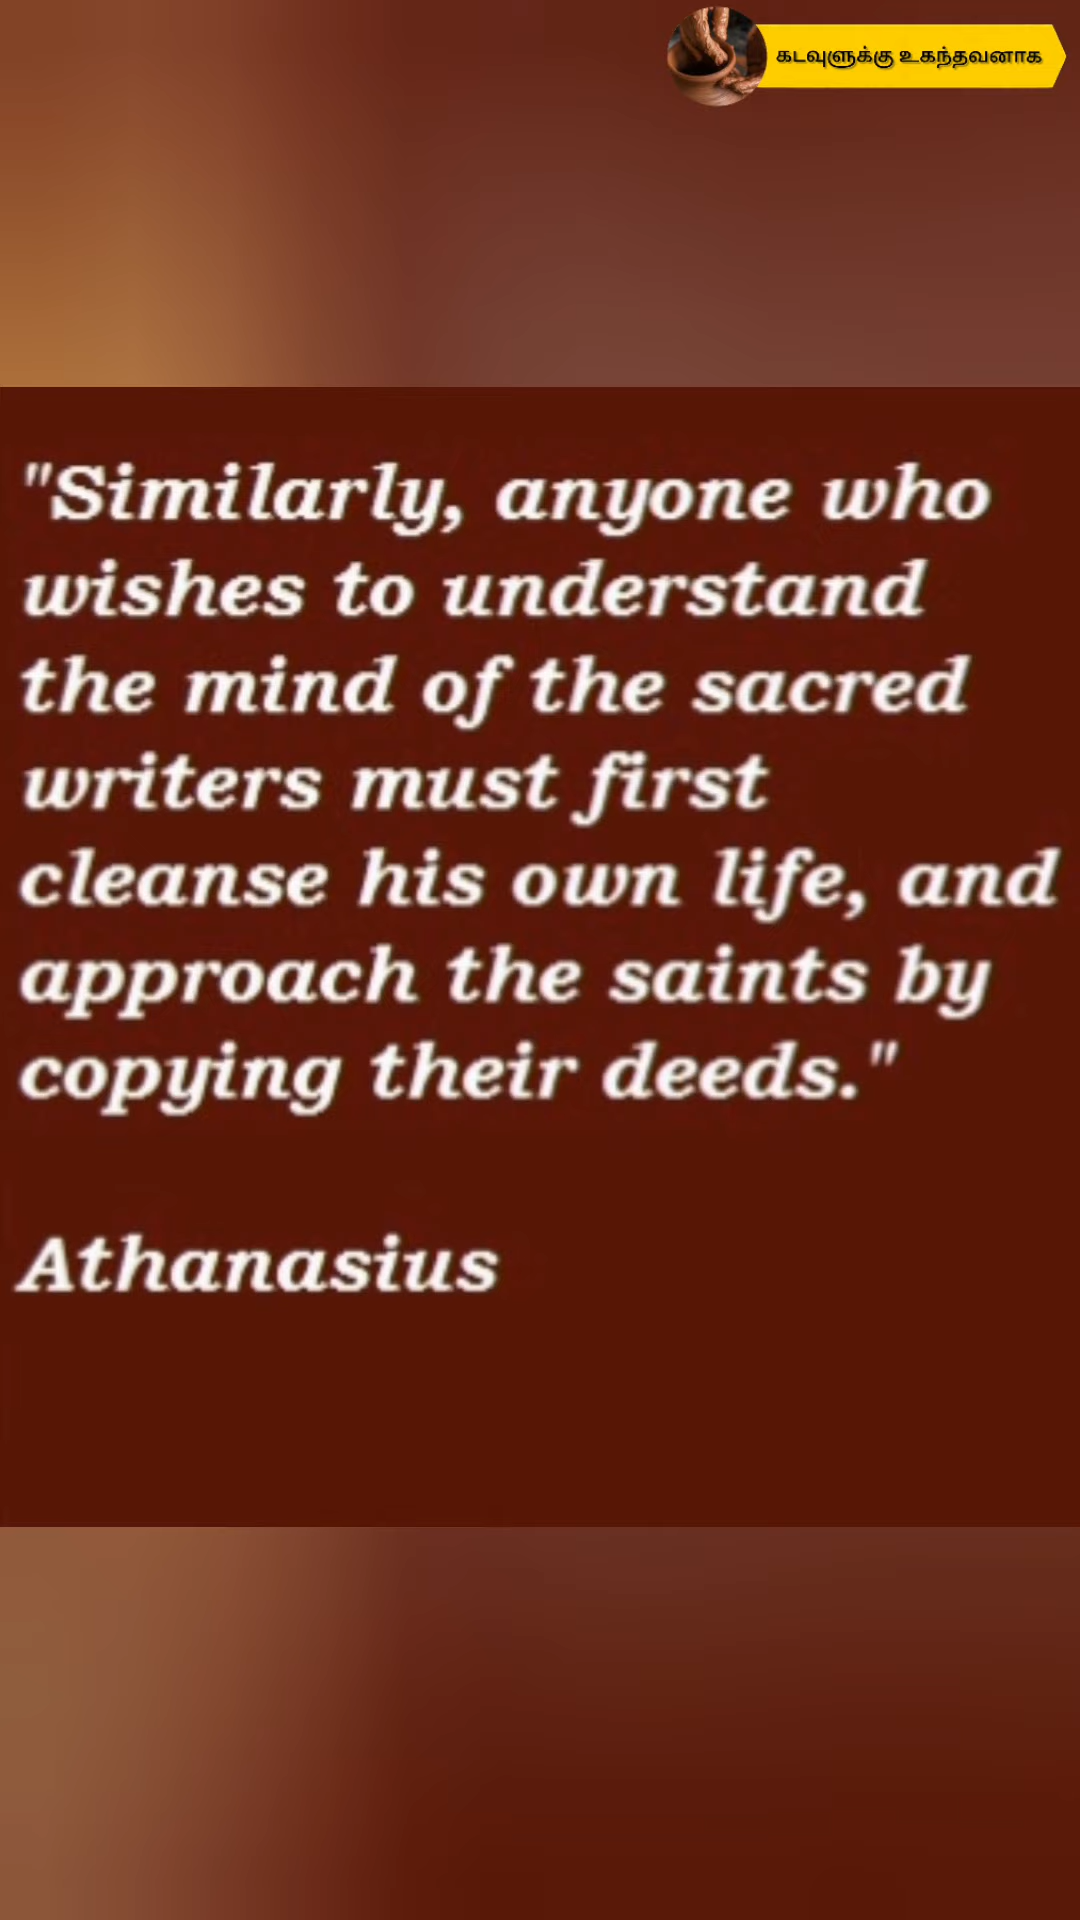 கடவுளுக்கு உகந்தவனாக
"Similarly, anyone who
wishes to understand
the mind of the sacred
writers must first
cleanse his own life, and
approach the saints by
copying their deeds."
Athanasius